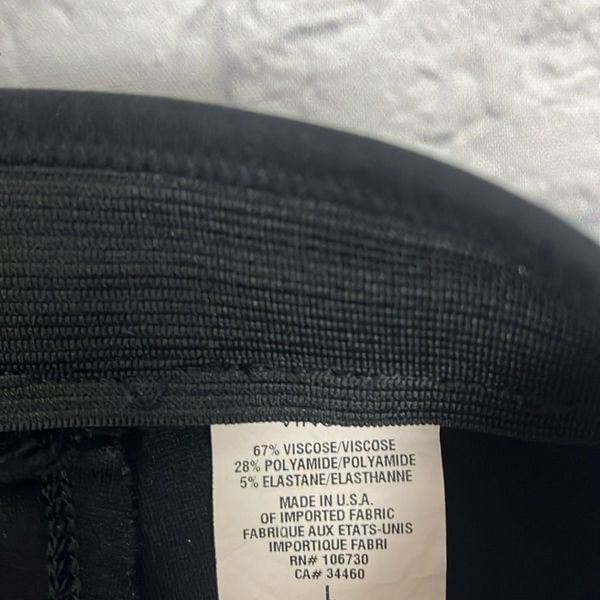 67% VISCOSE/VISCOSE
28% POLYAMIDE/POLYAMIDE
5% ELASTANE/ELASTHANNE
MADE IN U.S.A.
OF IMPORTED FABRIC
FABRIQUE AUX ETATS-UNIS
IMPORTIQUE FABRI
RN# 106730
CA# 34460
L